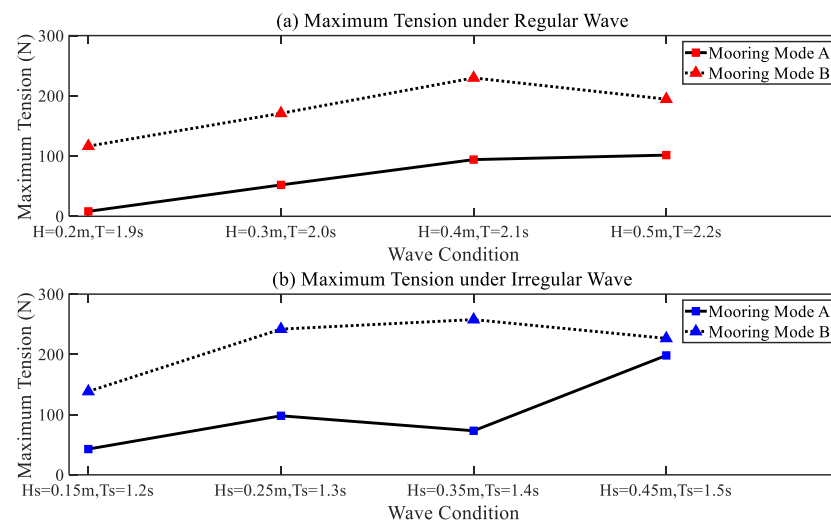 (a) Maximum Tension under Regular Wave
300
200
100
0
Maximum Tension (N)
Mooring Mode A
Mooring Mode B
H=0.2m,T=1.9s
H=0.3m,T=2.0s
H=0.4m,T=2.1s
H=0.5m,T=2.2s
Wave Condition
(b) Maximum Tension under Irregular Wave
300
200
100
0
Maximum Tension (N)
Mooring Mode A
Mooring Mode B
Hs=0.15m,Ts=1.2s
Hs=0.25m,Ts=1.3s
Hs=0.35m,Ts=1.4s
Hs=0.45m,Ts=1.5s
Wave Condition